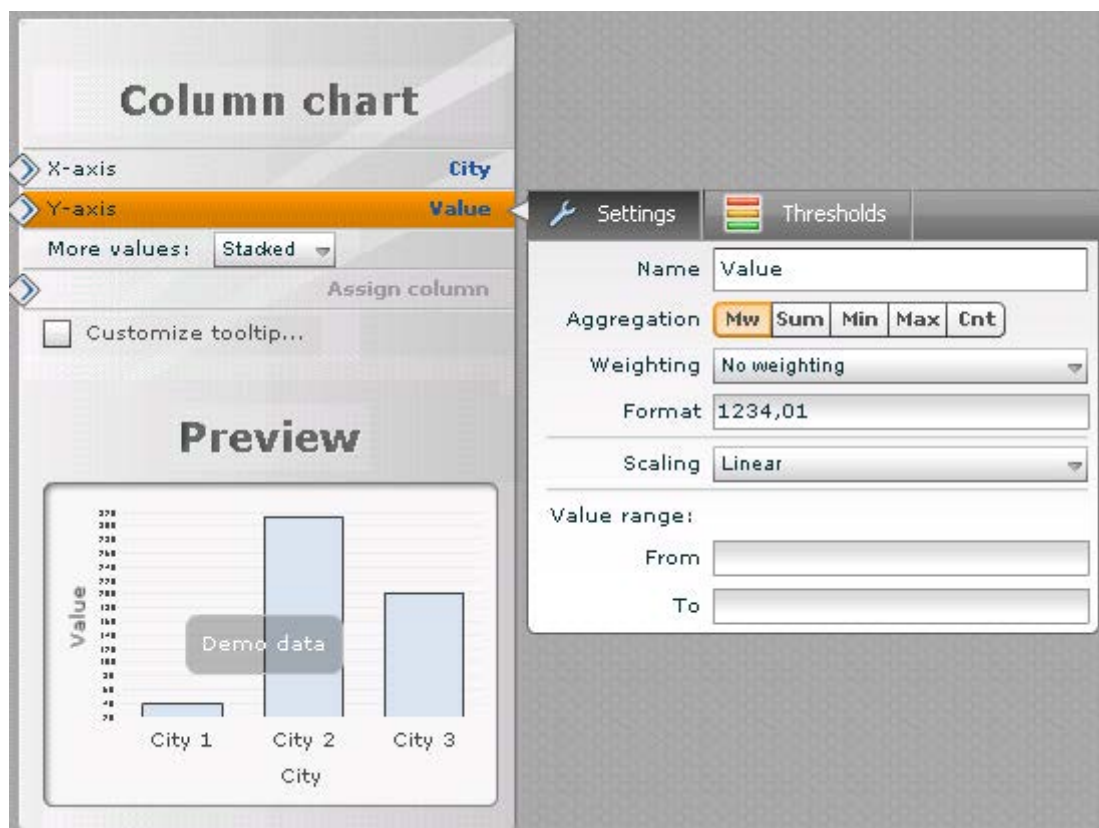 Column chart
X-axis City
Y-axis Value
More values: Stacked
Assign column
Customize tooltip...
Preview
Value
Demo data
City 1 City 2 City 3
City
Settings Thresholds
Name Value
Aggregation Mw Sum Min Max Cnt
Weighting No weighting
Format 1234,01
Scaling Linear
Value range:
From
To